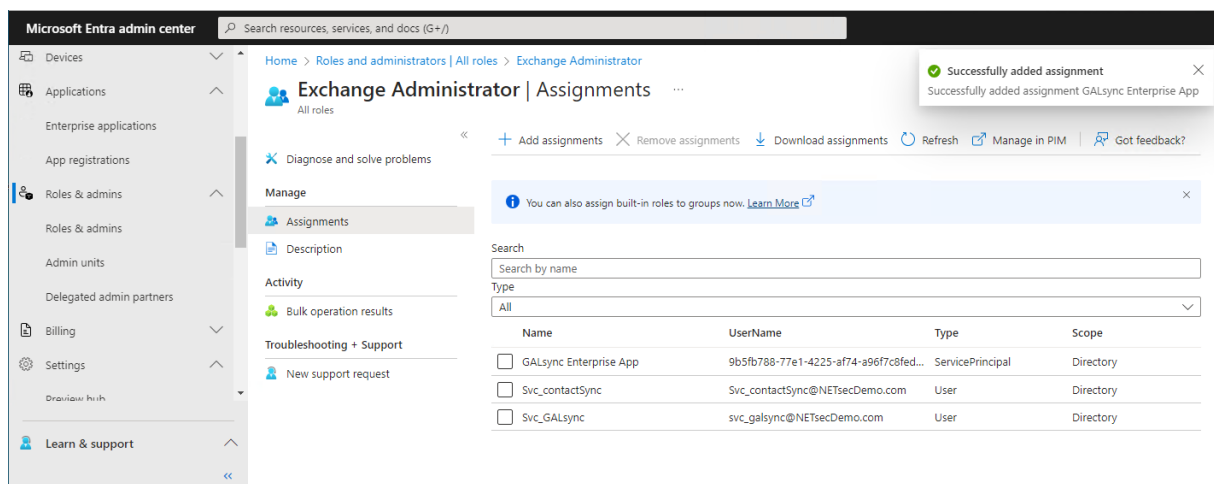 Microsoft Entra admin center
Search resources, services, and docs (G+/)
Devices
Applications
Enterprise applications
App registrations
Roles & admins
Roles & admins
Admin units
Delegated admin partners
Billing
Settings
Preview hub
Learn & support
Home > Roles and administrators | All roles > Exchange Administrator
Exchange Administrator | Assignments ...
All roles
Successfully added assignment
Successfully added assignment GALsync Enterprise App
Diagnose and solve problems
Manage
Assignments
Description
Activity
Bulk operation results
Troubleshooting + Support
New support request
Add assignments Remove assignments Download assignments Refresh Manage in PIM Got feedback?
You can also assign built-in roles to groups now. Learn More
Search
Search by name
Type
All
Name UserName Type Scope
GALsync Enterprise App 9b5fb788-77e1-4225-af74-a96f7c8fed... ServicePrincipal Directory
Svc_contactSync Svc_contactSync@NETsecDemo.com User Directory
Svc_GALsync svc_galsync@NETsecDemo.com User Directory